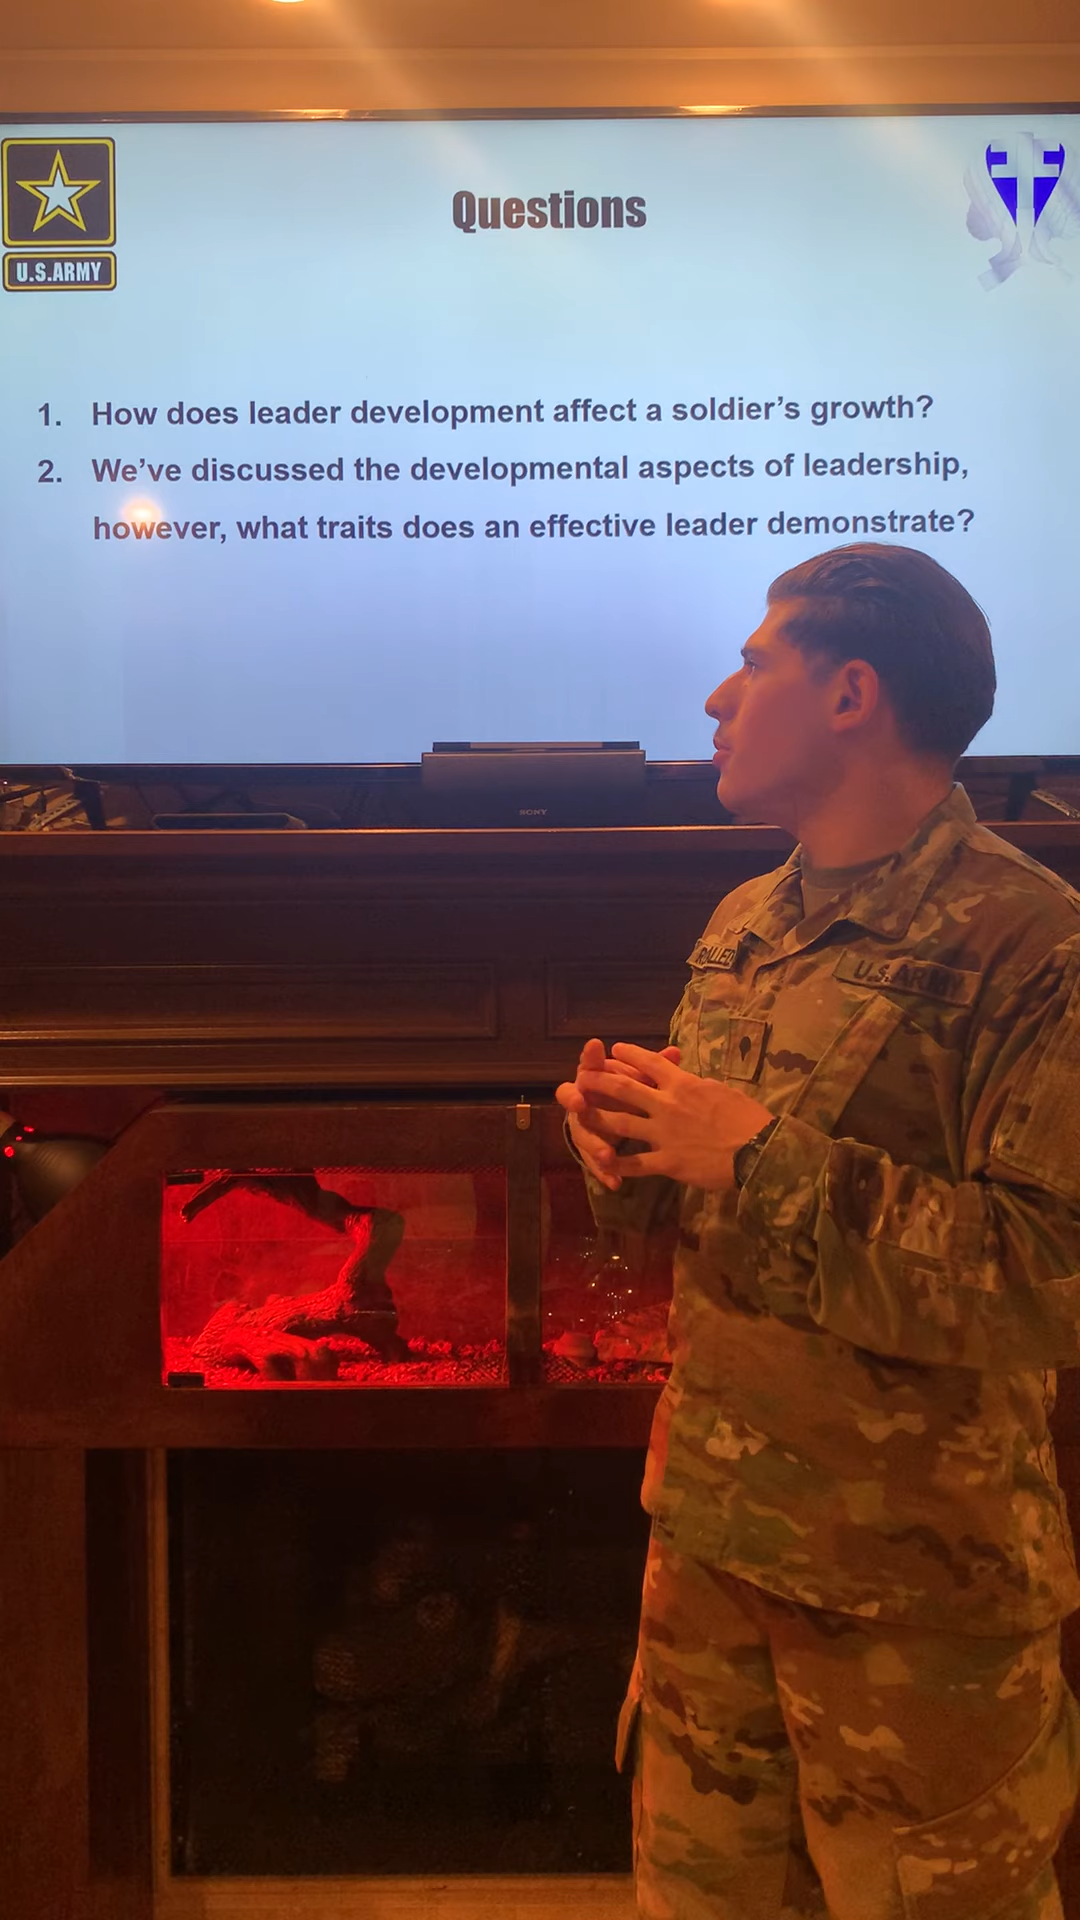 Questions
U.S.ARMY
1. How does leader development affect a soldier’s growth?
2. We’ve discussed the developmental aspects of leadership,
however, what traits does an effective leader demonstrate?
SONY
U.S. ARMY